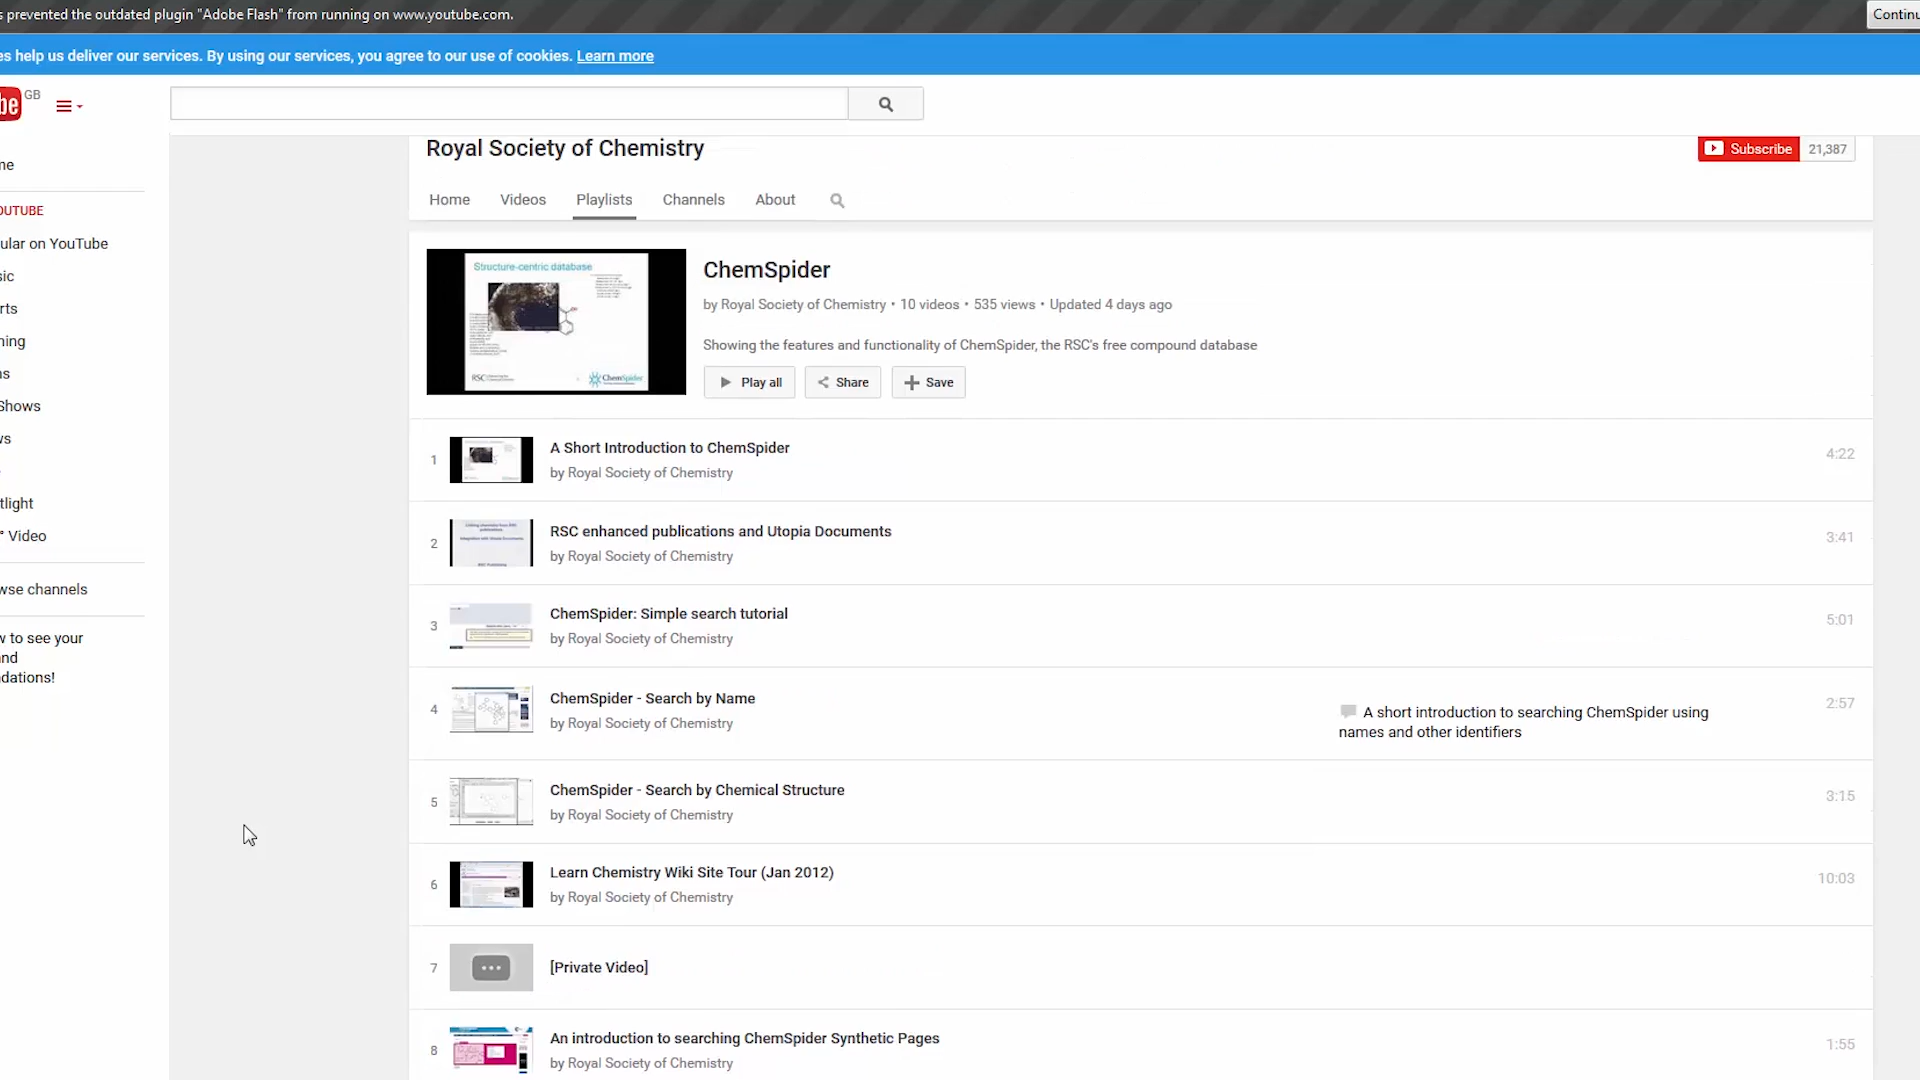 s prevented the outdated plugin "Adobe Flash" from running on www.youtube.com.
Continu
es help us deliver our services. By using our services, you agree to our use of cookies. Learn more
be GB
Royal Society of Chemistry
Subscribe 21,387
Home Videos Playlists Channels About
me
OUTUBE
ular on YouTube
sic
rts
ning
ns
Shows
ws
tlight
° Video
wse channels
w to see your
and
dations!
Structure-centric database
RSC
ChemSpider
ChemSpider
by Royal Society of Chemistry • 10 videos • 535 views • Updated 4 days ago
Showing the features and functionality of ChemSpider, the RSC's free compound database
Play all Share Save
1 A Short Introduction to ChemSpider 4:22
by Royal Society of Chemistry
2 RSC enhanced publications and Utopia Documents 3:41
by Royal Society of Chemistry
3 ChemSpider: Simple search tutorial 5:01
by Royal Society of Chemistry
4 ChemSpider - Search by Name 2:57
by Royal Society of Chemistry
A short introduction to searching ChemSpider using
names and other identifiers
5 ChemSpider - Search by Chemical Structure 3:15
by Royal Society of Chemistry
6 Learn Chemistry Wiki Site Tour (Jan 2012) 10:03
by Royal Society of Chemistry
7 [Private Video]
8 An introduction to searching ChemSpider Synthetic Pages 1:55
by Royal Society of Chemistry